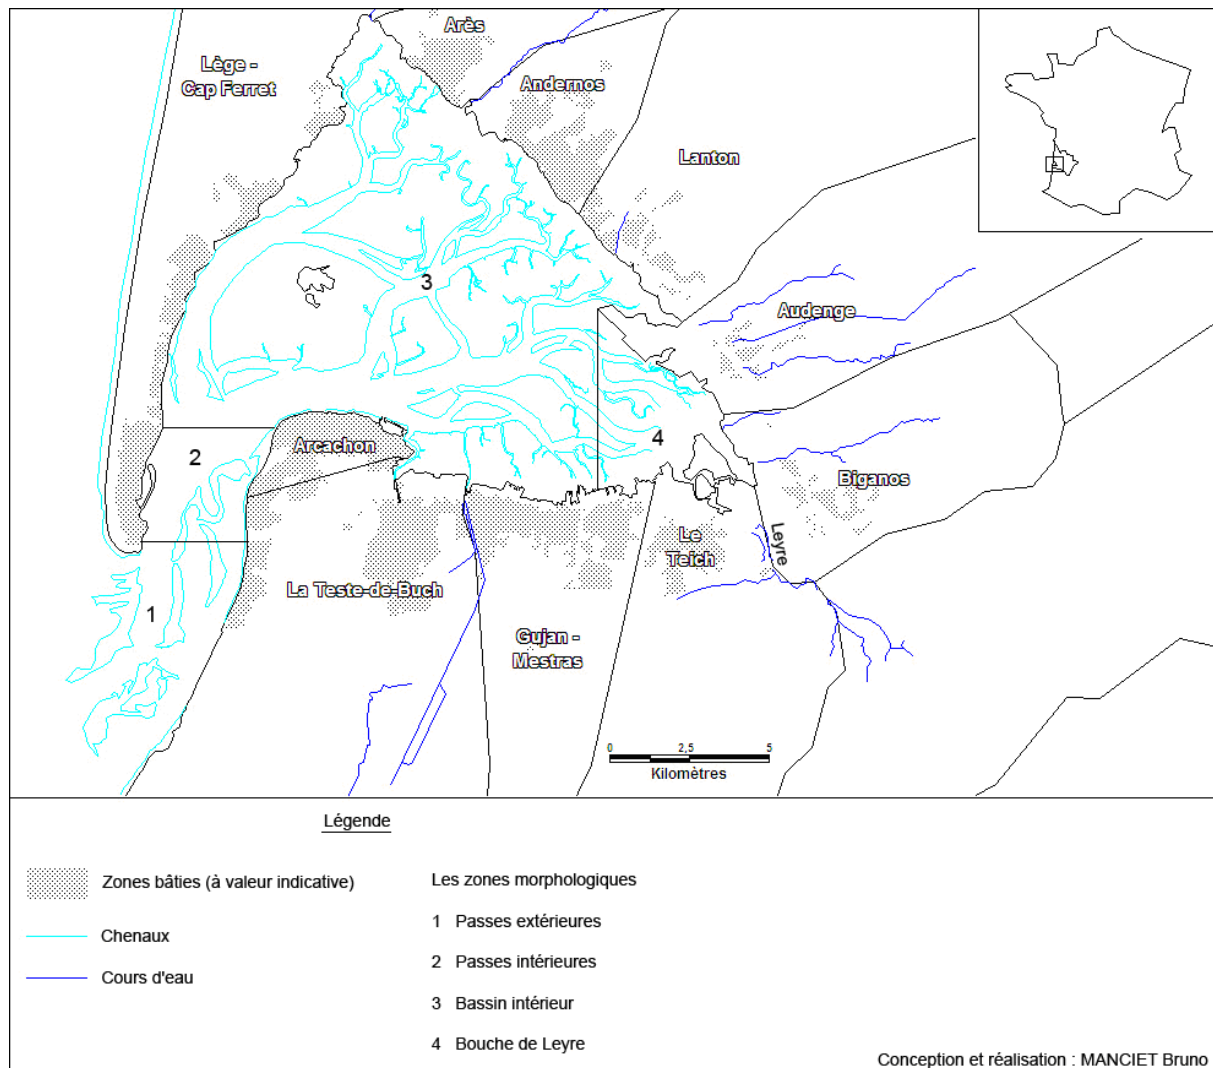 Arès
Lège -
Cap Ferret
Andernos
Lanton
3
Audenge
4
2
Arcachon
Biganos
Leyre
Le
Teich
1
La Teste-de-Buch
Gujan -
Mestras
0 2,5 5
Kilomètres
Légende
Zones bâties (à valeur indicative)
Chenaux
Cours d'eau
Les zones morphologiques
1 Passes extérieures
2 Passes intérieures
3 Bassin intérieur
4 Bouche de Leyre
Conception et réalisation : MANCIET Bruno